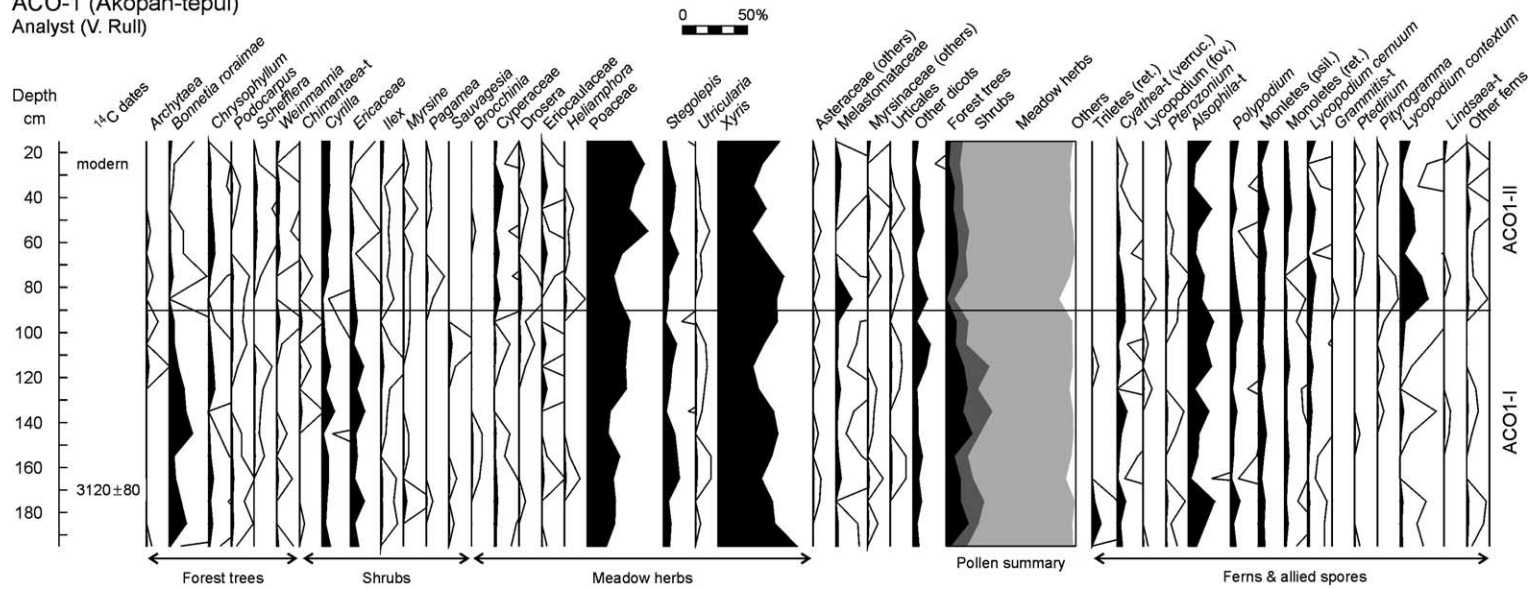 ACO-1 (Akopán-tepui)
Analyst (V. Rull)
0 50%
Depth
cm
14C dates
Archytaea
Bonnetia roraimae
Chrysophyllum
Podocarpus
Schefflera
Weinmannia
Chimantaea-t
Cyrilla
Ericaceae
Ilex
Myrsine
Pagamea
Sauvagesia
Brocchinia
Cyperaceae
Drosera
Eriocaulaceae
Heliamphora
Poaceae
Stegolepis
Utricularia
Xyris
Asteraceae (others)
Melastomataceae
Myrsinaceae (others)
Urticales
Other dicots
Forest trees
Shrubs
Meadow herbs
Others
Triletes (ret.)
Cyathea-t (verruc.)
Lycopodium (fov.)
Pterozonium
Alsophila-t
Polypodium
Monletes (psil.)
Monoletes (ret.)
Lycopodium cernuum
Grammitis-t
Pteridium
Pityrogramma
Lycopodium contextum
Lindsaea-t
Other ferns
20
modern
40
60
80
100
120
140
160
3120±80
180
ACO1-II
ACO1-I
Forest trees
Shrubs
Meadow herbs
Pollen summary
Ferns & allied spores